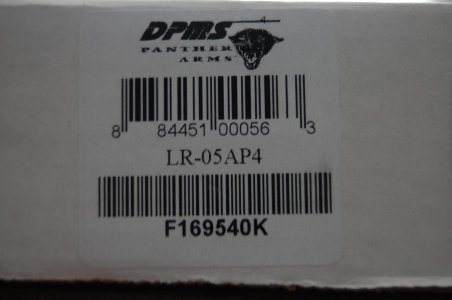 DPMS
PANTHER
ARMS
8 84451 00056 3
LR-05AP4
F169540K